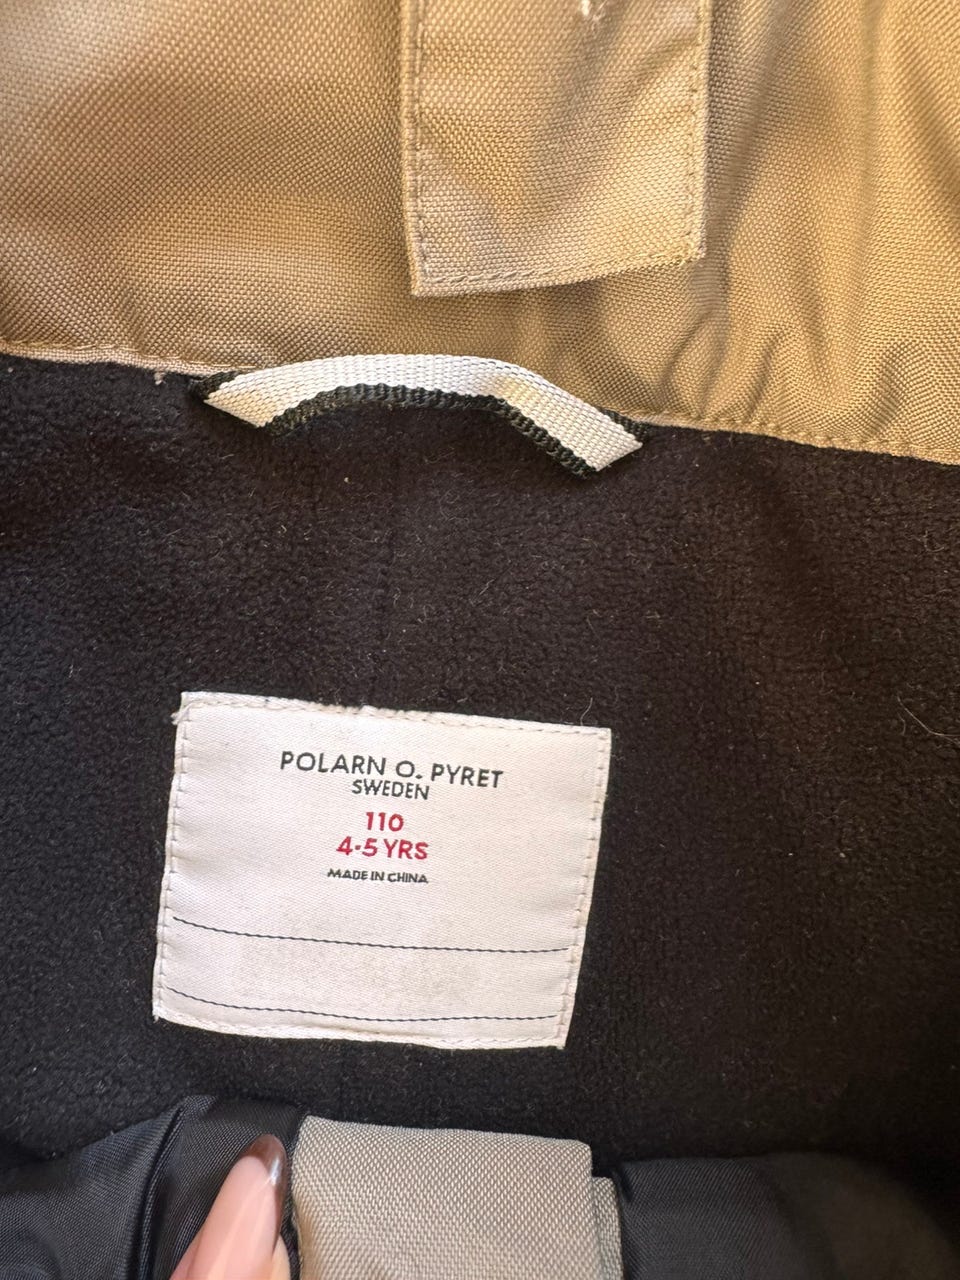 POLARN O. PYRET
SWEDEN
110
4-5 YRS
MADE IN CHINA